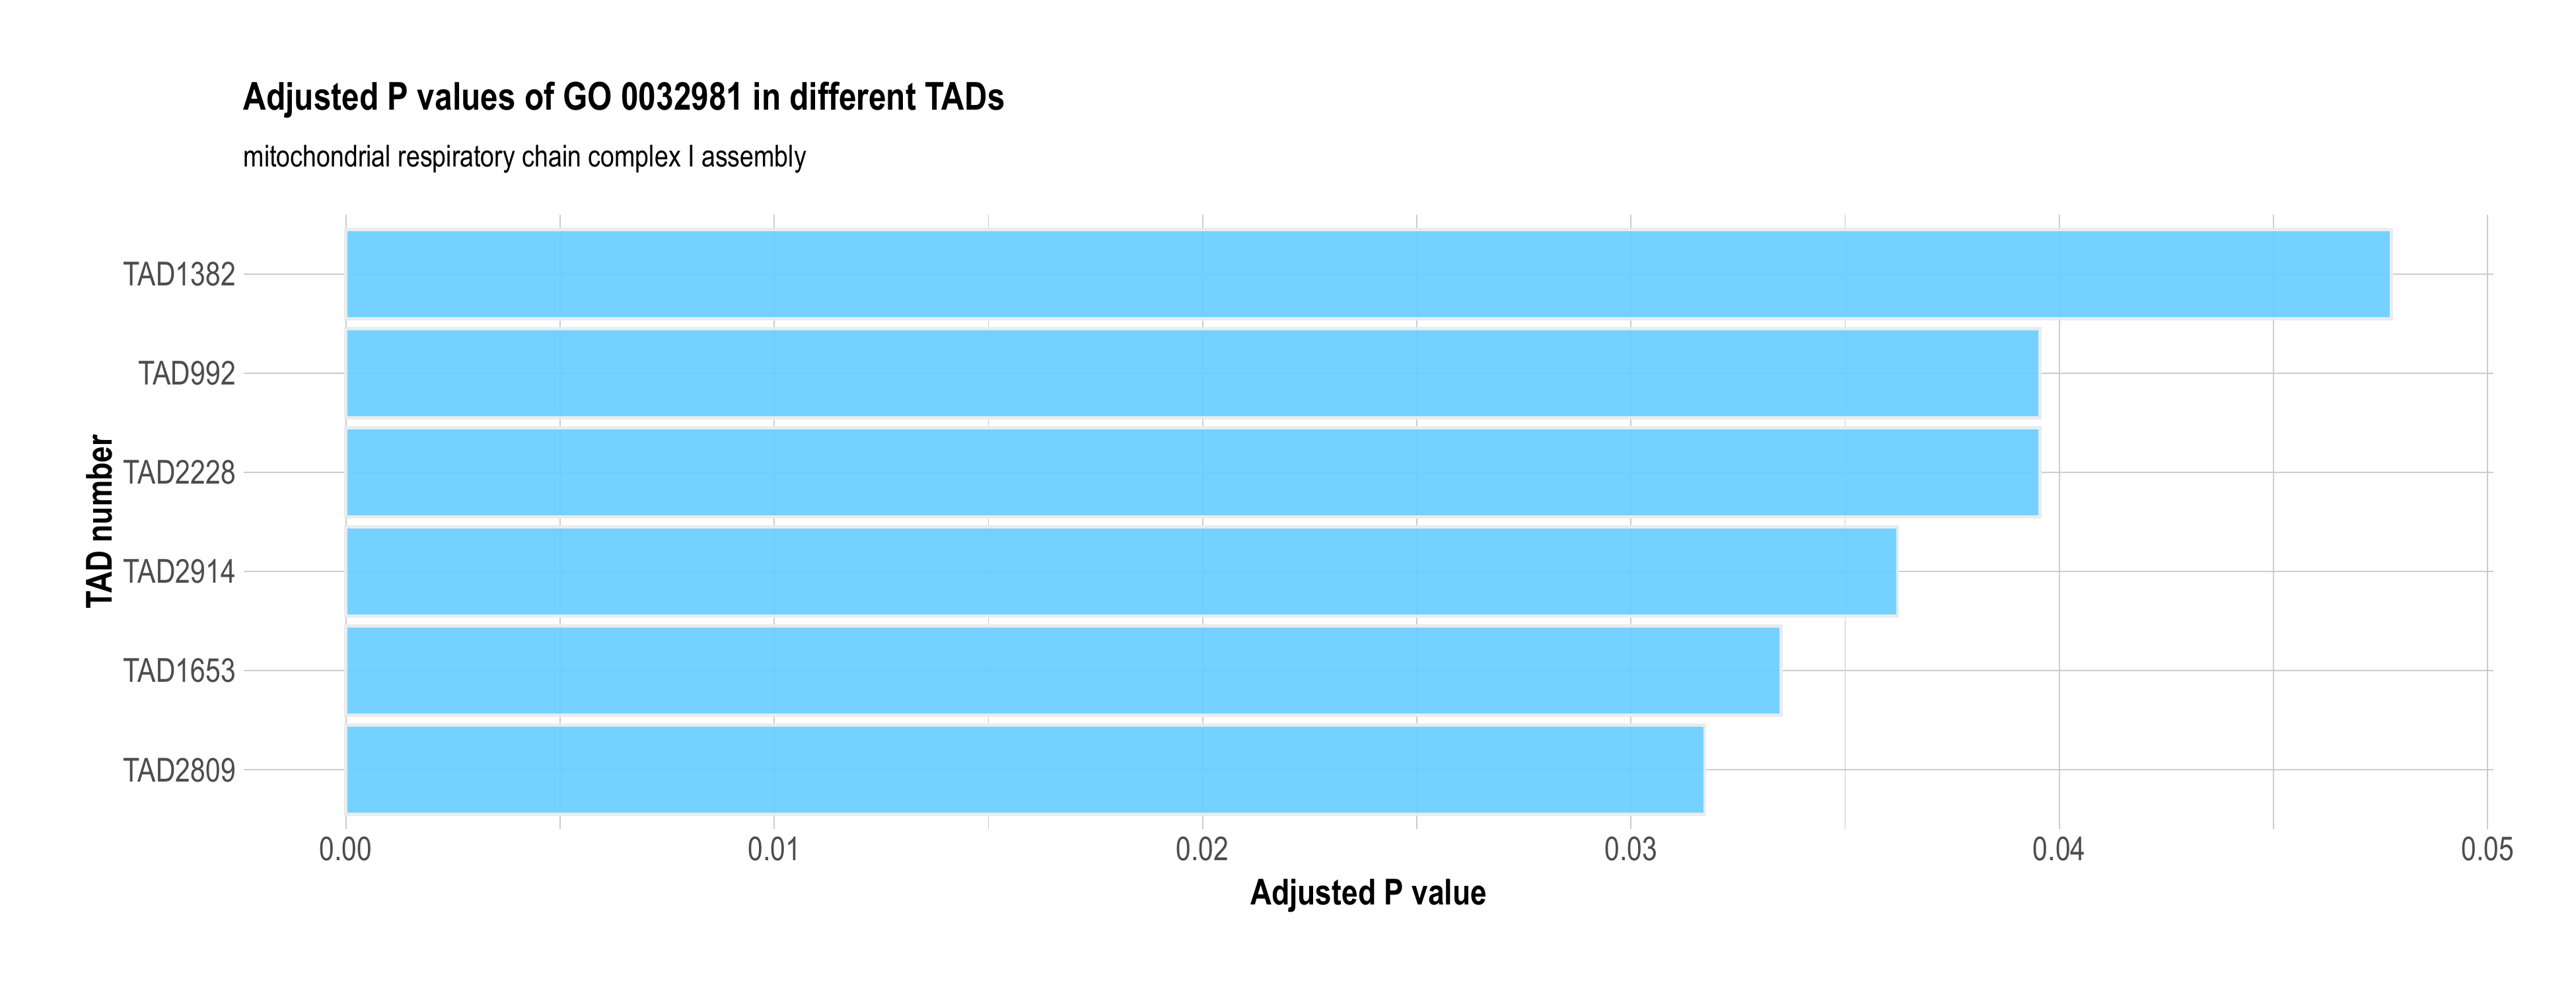 Adjusted P values of GO 0032981 in different TADs
mitochondrial respiratory chain complex I assembly
TAD number
TAD1382
TAD992
TAD2228
TAD2914
TAD1653
TAD2809
0.00 0.01 0.02 0.03 0.04 0.05
Adjusted P value